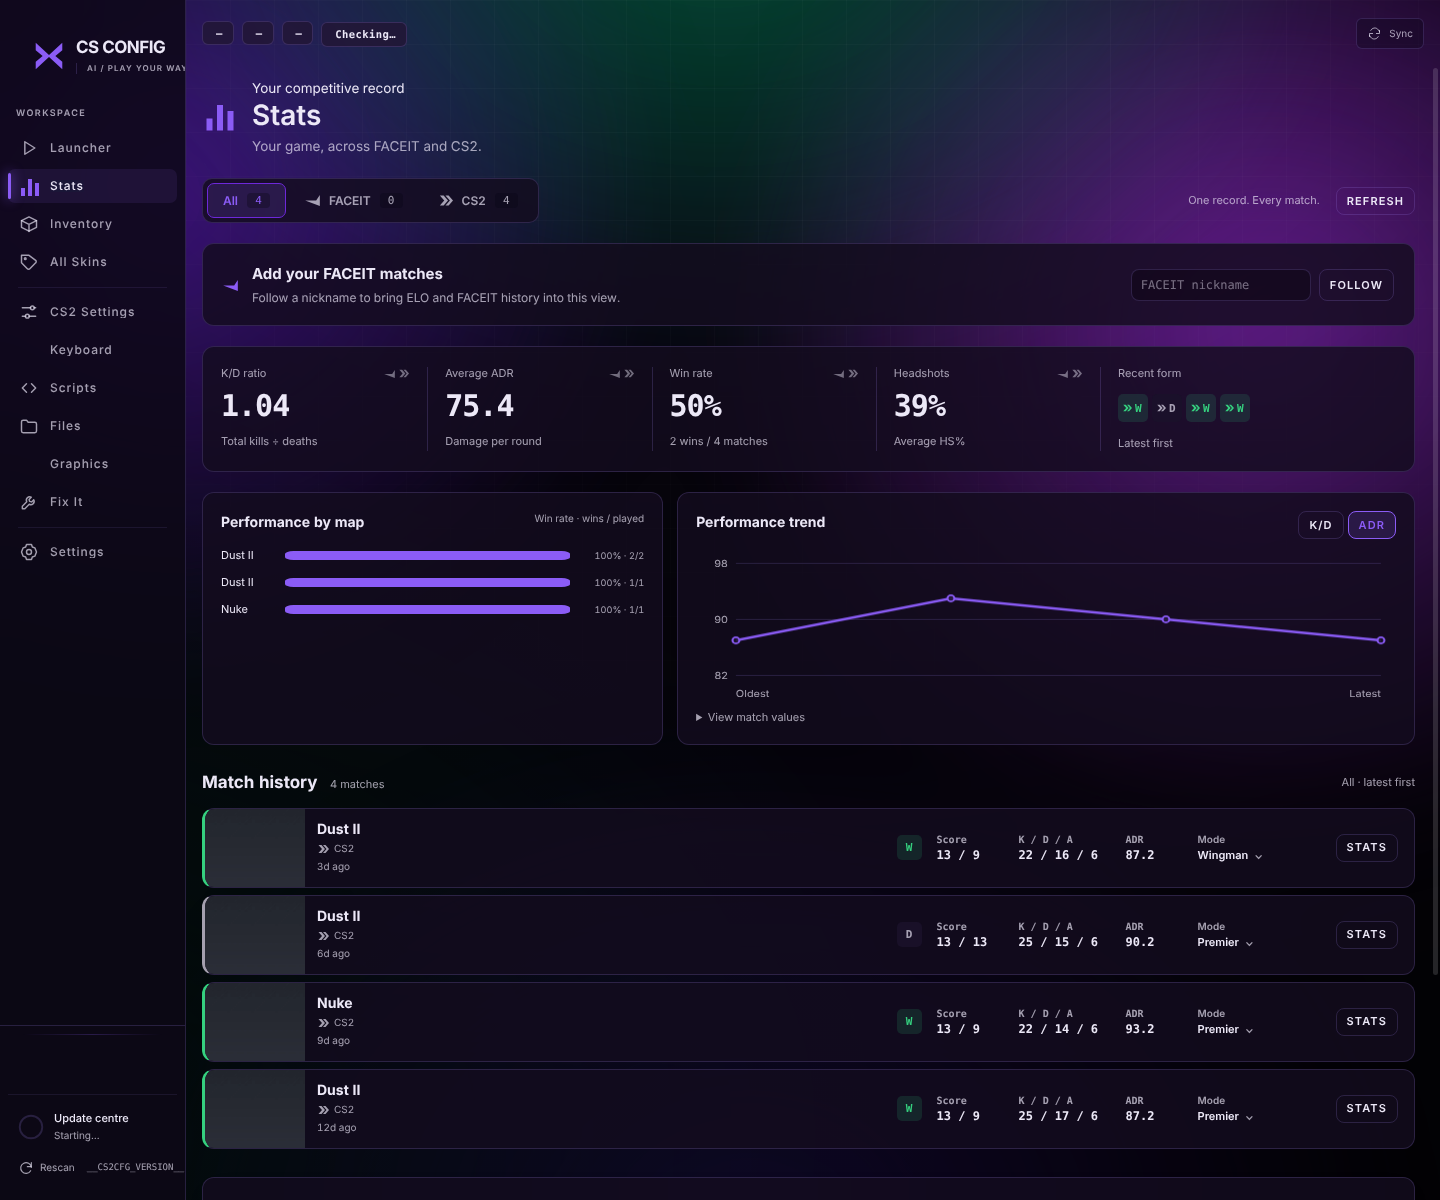 CS CONFIG
AI / PLAY YOUR WAY
WORKSPACE
Launcher
Stats
Inventory
All Skins
CS2 Settings
Keyboard
Scripts
Files
Graphics
Fix It
Settings
Update centre
Starting…
Rescan
__CS2CFG_VERSION__
– – – Checking…
Sync
Your competitive record
Stats
Your game, across FACEIT and CS2.
All 4 FACEIT 0 CS2 4
One record. Every match. REFRESH
Add your FACEIT matches
Follow a nickname to bring ELO and FACEIT history into this view.
FACEIT nickname FOLLOW
K/D ratio
1.04
Total kills ÷ deaths
Average ADR
75.4
Damage per round
Win rate
50%
2 wins / 4 matches
Headshots
39%
Average HS%
Recent form
W D W W
Latest first
Performance by map Win rate · wins / played
Dust II 100% · 2/2
Dust II 100% · 1/1
Nuke 100% · 1/1
Performance trend K/D ADR
98
90
82
Oldest Latest
View match values
Match history 4 matches All · latest first
Dust II
CS2
3d ago
W
Score
13 / 9
K / D / A
22 / 16 / 6
ADR
87.2
Mode
Wingman
STATS
Dust II
CS2
6d ago
D
Score
13 / 13
K / D / A
25 / 15 / 6
ADR
90.2
Mode
Premier
STATS
Nuke
CS2
9d ago
W
Score
13 / 9
K / D / A
22 / 14 / 6
ADR
93.2
Mode
Premier
STATS
Dust II
CS2
12d ago
W
Score
13 / 9
K / D / A
25 / 17 / 6
ADR
87.2
Mode
Premier
STATS